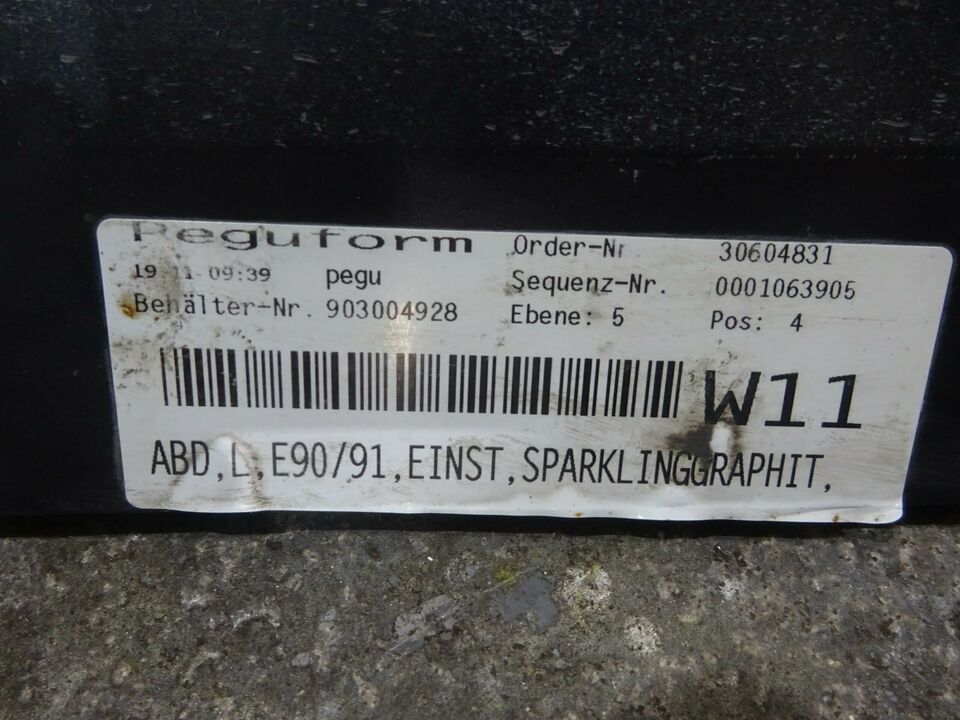 Peguform
Order-Nr 30604831
19 11 09:39 pegu
Sequenz-Nr. 0001063905
Behälter-Nr. 903004928
Ebene: 5 Pos: 4
W11
ABD,L,E90/91,EINST,SPARKLINGGRAPHIT,